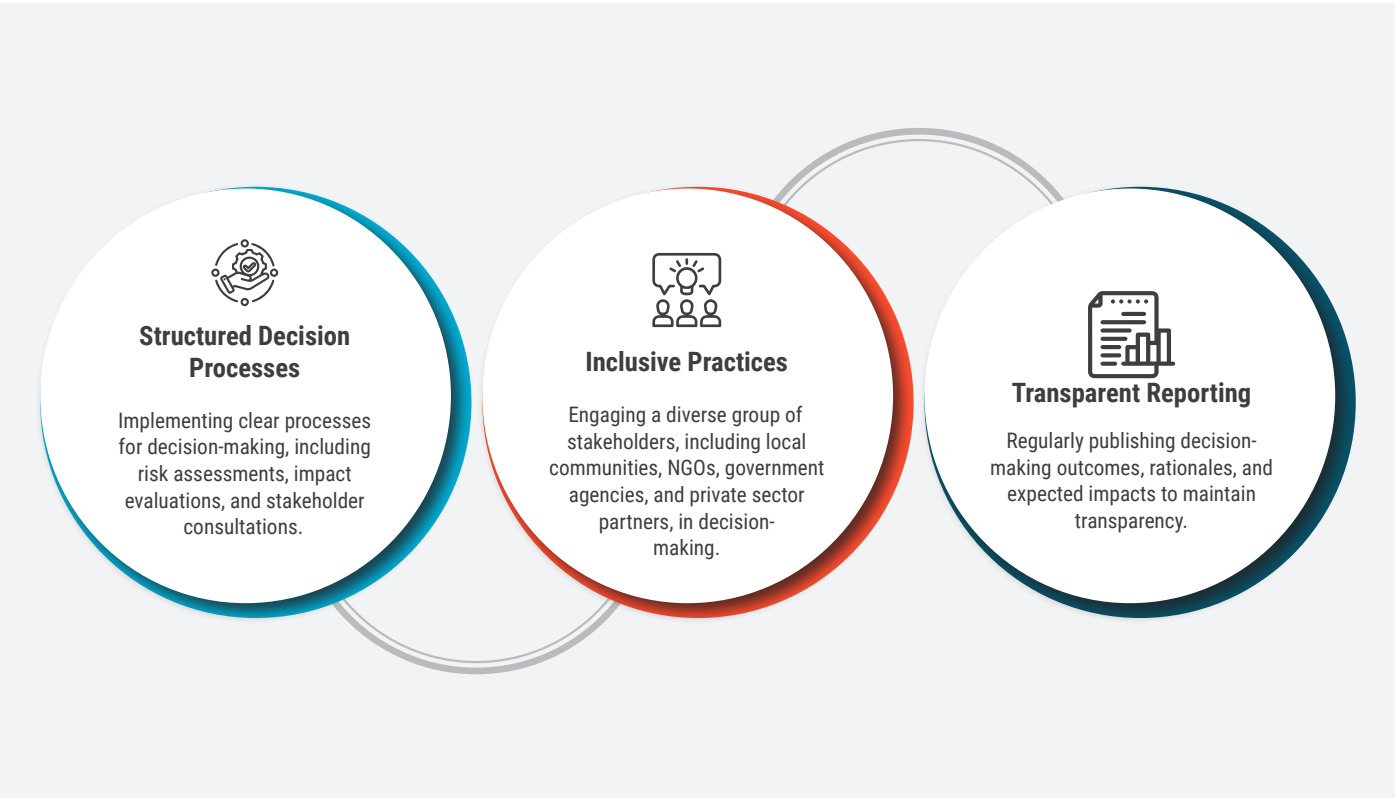 Structured Decision
Processes
Implementing clear processes
for decision-making, including
risk assessments, impact
evaluations, and stakeholder
consultations.
Inclusive Practices
Engaging a diverse group of
stakeholders, including local
communities, NGOs, government
agencies, and private sector
partners, in decision-
making.
Transparent Reporting
Regularly publishing decision-
making outcomes, rationales, and
expected impacts to maintain
transparency.